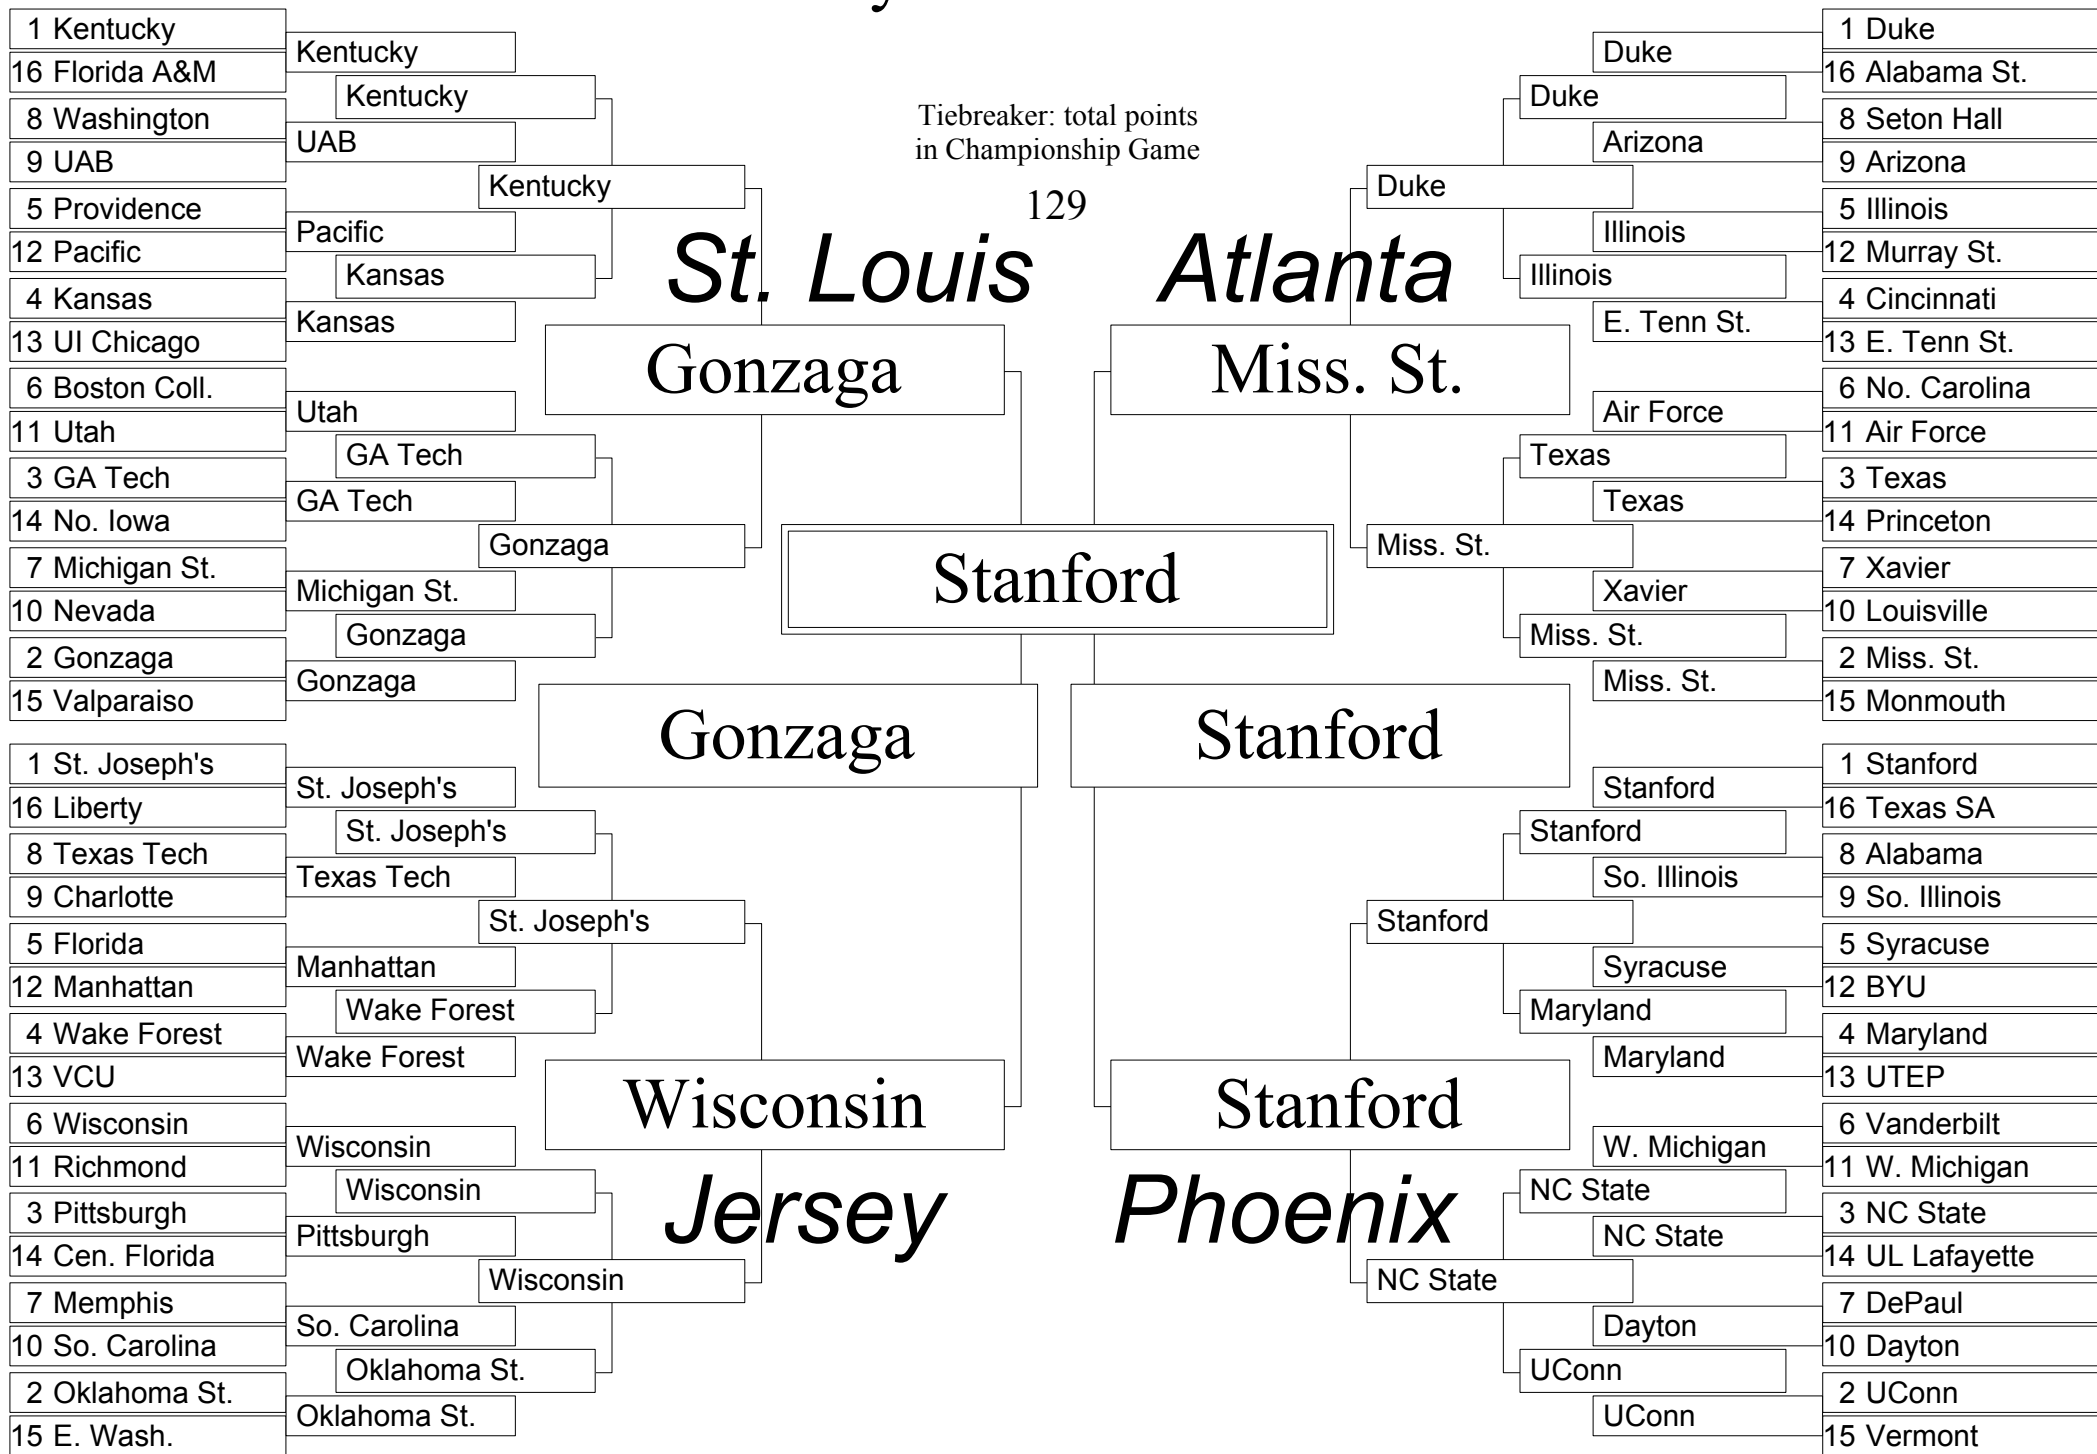 1 Kentucky
16 Florida A&M
8 Washington
9 UAB
5 Providence
12 Pacific
4 Kansas
13 UI Chicago
6 Boston Coll.
11 Utah
3 GA Tech
14 No. Iowa
7 Michigan St.
10 Nevada
2 Gonzaga
15 Valparaiso
1 St. Joseph's
16 Liberty
8 Texas Tech
9 Charlotte
5 Florida
12 Manhattan
4 Wake Forest
13 VCU
6 Wisconsin
11 Richmond
3 Pittsburgh
14 Cen. Florida
7 Memphis
10 So. Carolina
2 Oklahoma St.
15 E. Wash.
Kentucky
UAB
Pacific
Kansas
Utah
GA Tech
Michigan St.
Gonzaga
St. Joseph's
Texas Tech
Manhattan
Wake Forest
Wisconsin
Pittsburgh
So. Carolina
Oklahoma St.
Kentucky
Kansas
GA Tech
Gonzaga
St. Joseph's
Wake Forest
Wisconsin
Oklahoma St.
Kentucky
Gonzaga
St. Joseph's
Wisconsin
Tiebreaker: total points
in Championship Game
129
St. Louis
Atlanta
Gonzaga
Miss. St.
Stanford
Gonzaga
Stanford
Wisconsin
Stanford
Jersey
Phoenix
Duke
Miss. St.
Stanford
NC State
Duke
Illinois
Texas
Miss. St.
Stanford
Maryland
NC State
UConn
Duke
Arizona
Illinois
E. Tenn St.
Air Force
Texas
Xavier
Miss. St.
Stanford
So. Illinois
Syracuse
Maryland
W. Michigan
NC State
Dayton
UConn
1 Duke
16 Alabama St.
8 Seton Hall
9 Arizona
5 Illinois
12 Murray St.
4 Cincinnati
13 E. Tenn St.
6 No. Carolina
11 Air Force
3 Texas
14 Princeton
7 Xavier
10 Louisville
2 Miss. St.
15 Monmouth
1 Stanford
16 Texas SA
8 Alabama
9 So. Illinois
5 Syracuse
12 BYU
4 Maryland
13 UTEP
6 Vanderbilt
11 W. Michigan
3 NC State
14 UL Lafayette
7 DePaul
10 Dayton
2 UConn
15 Vermont